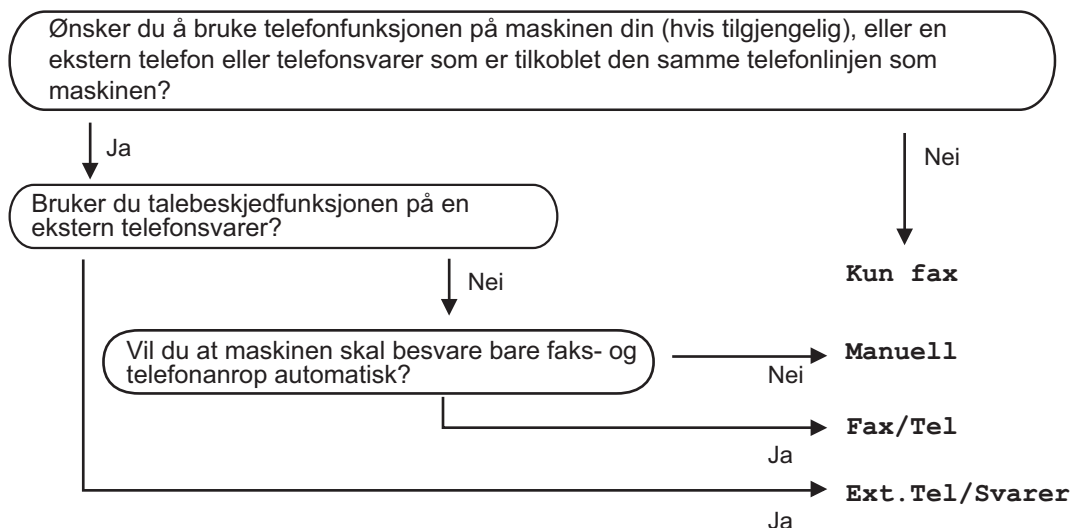 Ønsker du å bruke telefonfunksjonen på maskinen din (hvis tilgjengelig), eller en
ekstern telefon eller telefonsvarer som er tilkoblet den samme telefonlinjen som
maskinen?
Ja
Nei
Bruker du talebeskjedfunksjonen på en
ekstern telefonsvarer?
Kun fax
Nei
Vil du at maskinen skal besvare bare faks- og
telefonanrop automatisk?
Manuell
Nei
Fax/Tel
Ja
Ext.Tel/Svarer
Ja